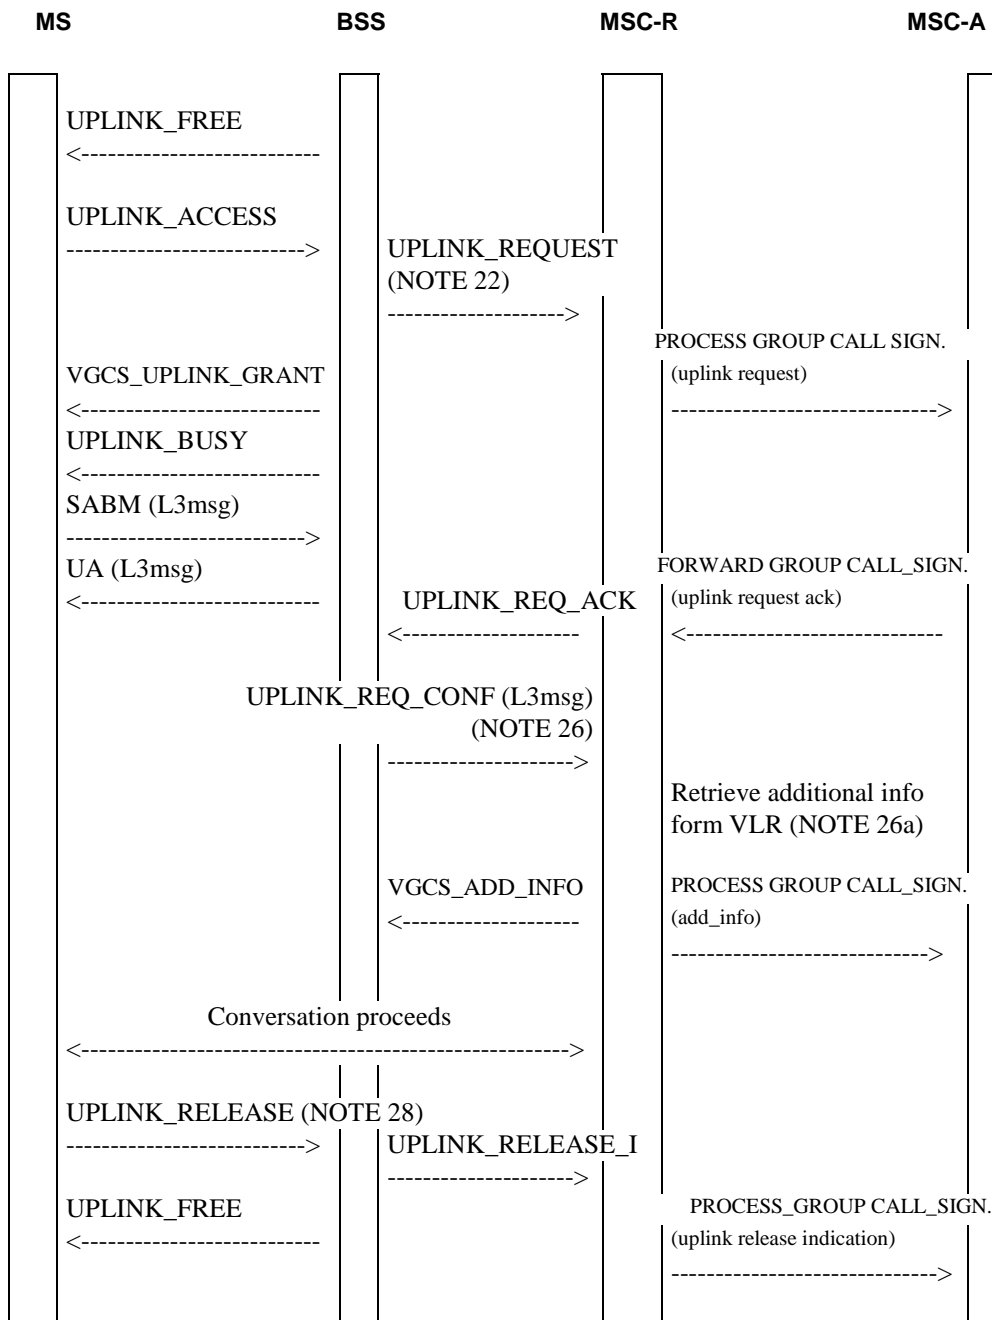 MS BSS MSC-R MSC-A
UPLINK_FREE
<---------------------------
UPLINK_ACCESS
--------------------------->
UPLINK_REQUEST
(NOTE 22)
-------------------->
PROCESS GROUP CALL SIGN.
VGCS_UPLINK_GRANT (uplink request)
<--------------------------- ------------------------------>
UPLINK_BUSY
<---------------------------
SABM (L3msg)
--------------------------->
UA (L3msg) FORWARD GROUP CALL_SIGN.
<--------------------------- UPLINK_REQ_ACK (uplink request ack)
<-------------------- <-----------------------------
UPLINK_REQ_CONF (L3msg)
(NOTE 26)
--------------------->
Retrieve additional info
form VLR (NOTE 26a)
VGCS_ADD_INFO PROCESS GROUP CALL_SIGN.
<-------------------- (add_info)
----------------------------->
Conversation proceeds
<------------------------------------------------------->
UPLINK_RELEASE (NOTE 28)
---------------------------> UPLINK_RELEASE_I
--------------------->
UPLINK_FREE PROCESS_GROUP CALL_SIGN.
<--------------------------- (uplink release indication)
------------------------------>